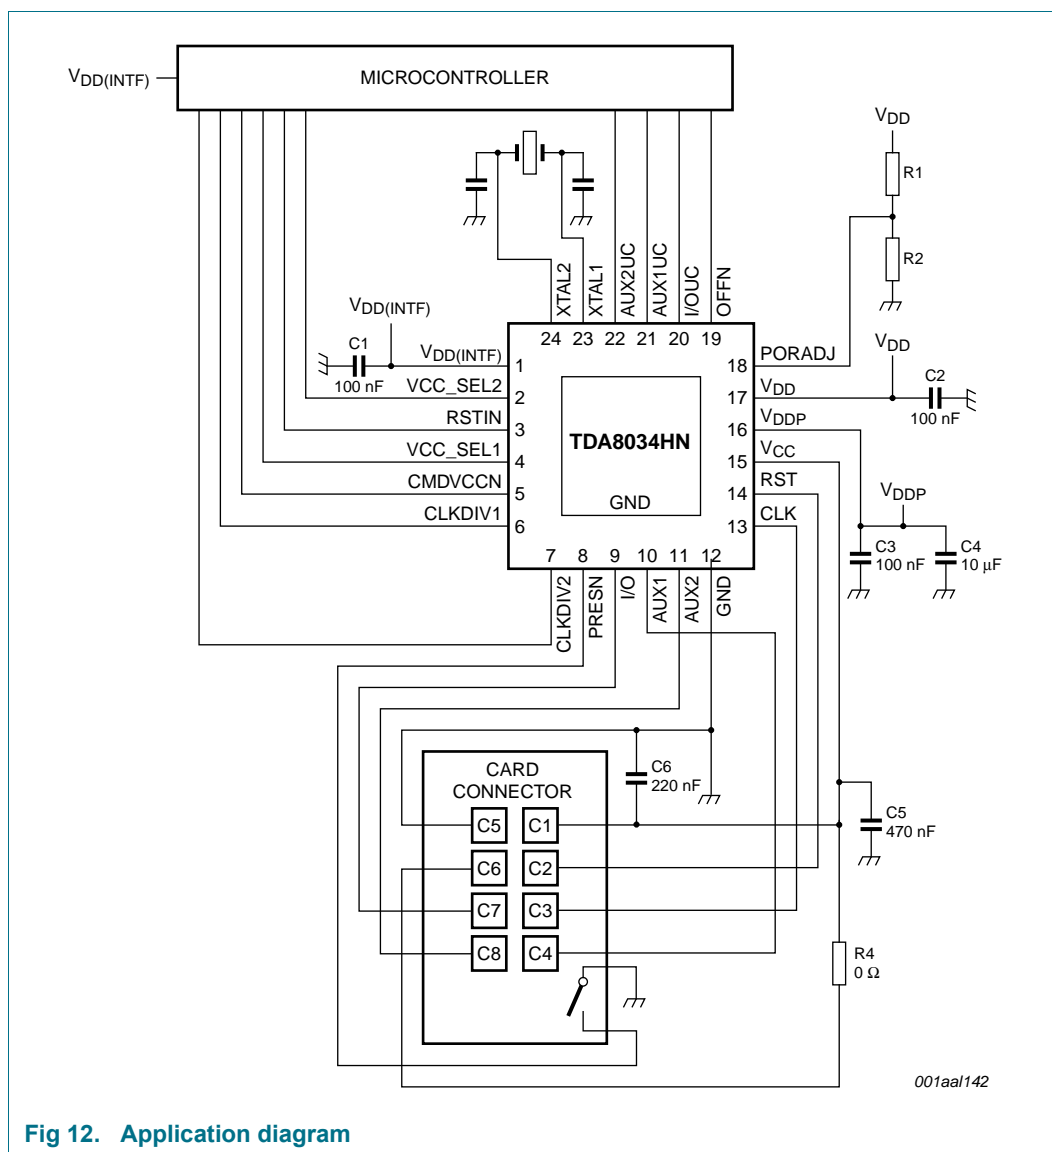 MICROCONTROLLER
VDD(INTF)
VDD
R1
R2
XTAL2
XTAL1
AUX2UC
AUX1UC
I/OUC
OFFN
VDD(INTF)
C1
100 nF
VDD(INTF)
24 23 22 21 20 19
1
VCC_SEL2
2
RSTIN
3
VCC_SEL1
4
CMDVCCN
5
CLKDIV1
6
TDA8034HN
GND
18
PORADJ
17
VDD
16
VDDP
15
VCC
14
RST
13
CLK
VDD
C2
100 nF
VDDP
C3
100 nF
C4
10 μF
7 8 9 10 11 12
CLKDIV2
PRESN
I/O
AUX1
AUX2
GND
CARD
CONNECTOR
C6
220 nF
C5
470 nF
C5 C1
C6 C2
C7 C3
C8 C4
R4
0 Ω
001aal142
Fig 12. Application diagram